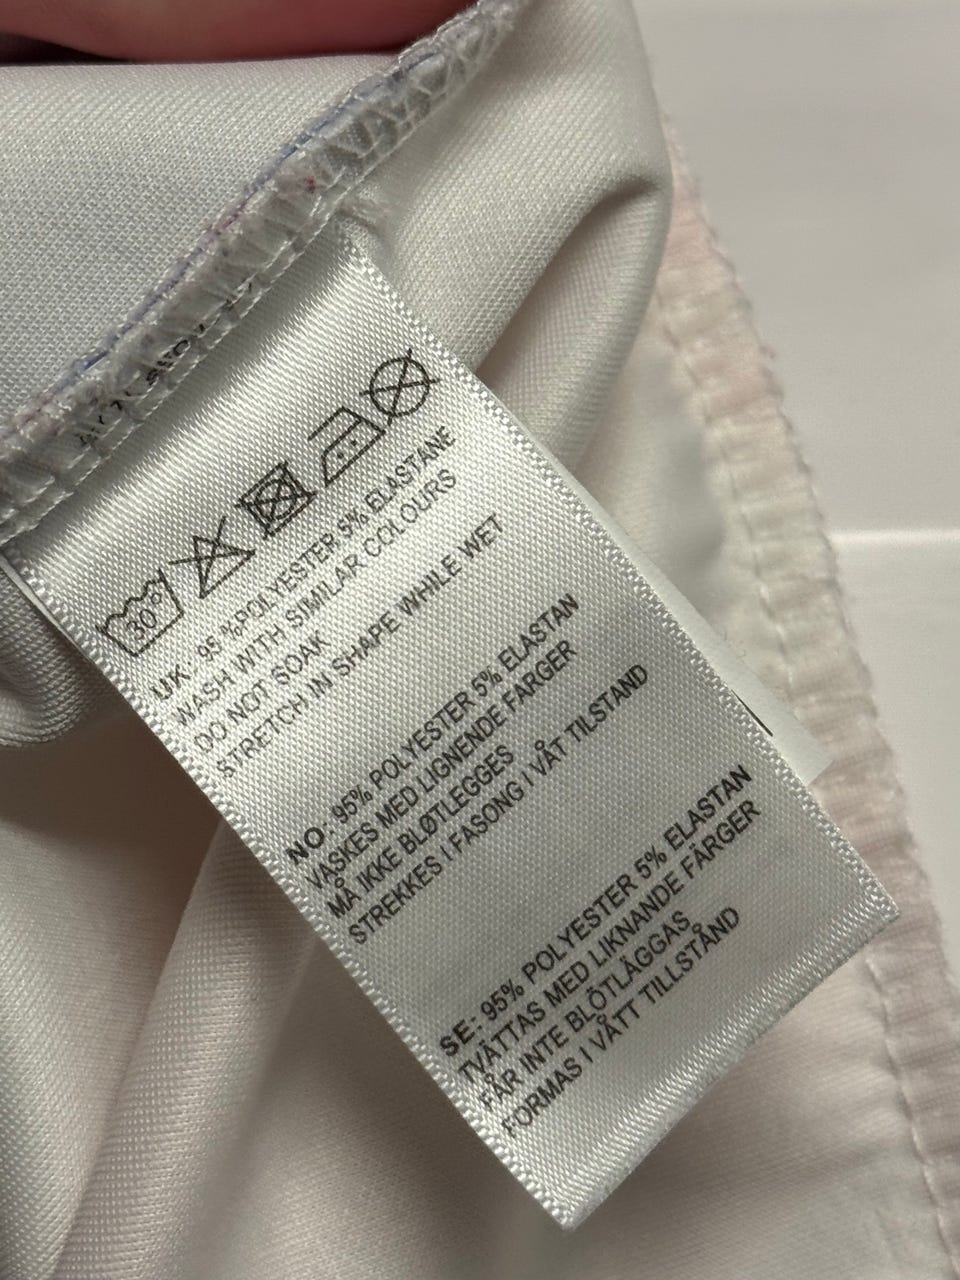 30°
UK: 95 %POLYESTER 5% ELASTANE
WASH WITH SIMILAR COLOURS
DO NOT SOAK
STRETCH IN SHAPE WHILE WET
NO: 95% POLYESTER 5% ELASTAN
VASKES MED LIGNENDE FARGER
MÅ IKKE BLØTLEGGES
STREKKES I FASONG I VÅT TILSTAND
SE: 95% POLYESTER 5% ELASTAN
TVÄTTAS MED LIKNANDE FÄRGER
FÅR INTE BLÖTLÄGGAS
FORMAS I VÅTT TILLSTÅND